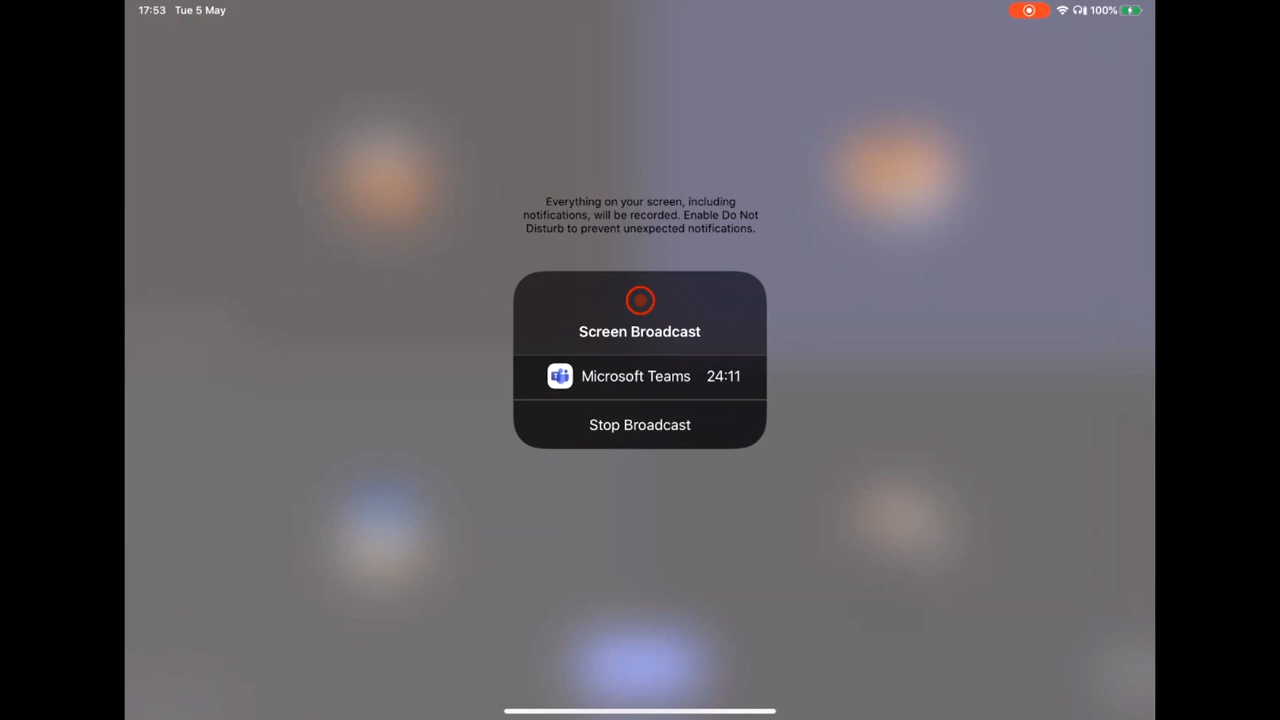 17:53 Tue 5 May
100%
Everything on your screen, including
notifications, will be recorded. Enable Do Not
Disturb to prevent unexpected notifications.
Screen Broadcast
Microsoft Teams 24:11
Stop Broadcast